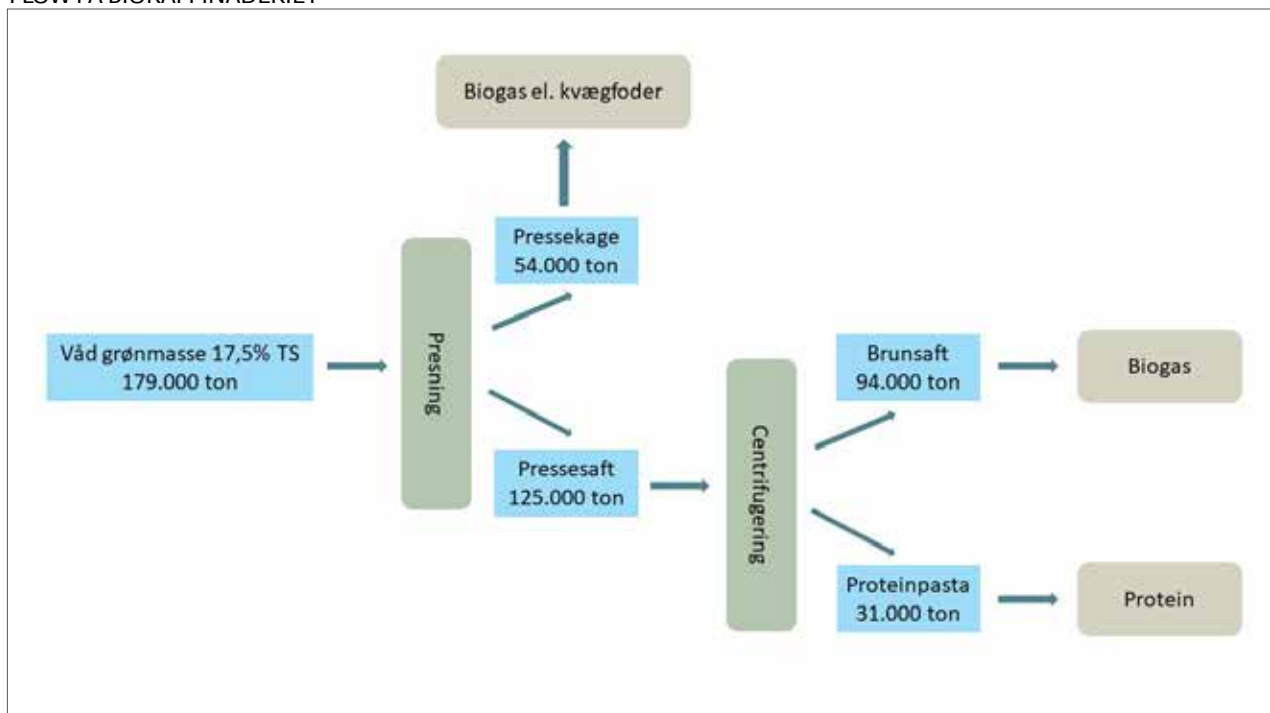 Biogas el. kvægfoder
Pressekage
54.000 ton
Våd grønmasse 17,5% TS
179.000 ton
Presning
Pressesaft
125.000 ton
Centrifugering
Brunsaft
94.000 ton
Biogas
Proteinpasta
31.000 ton
Protein